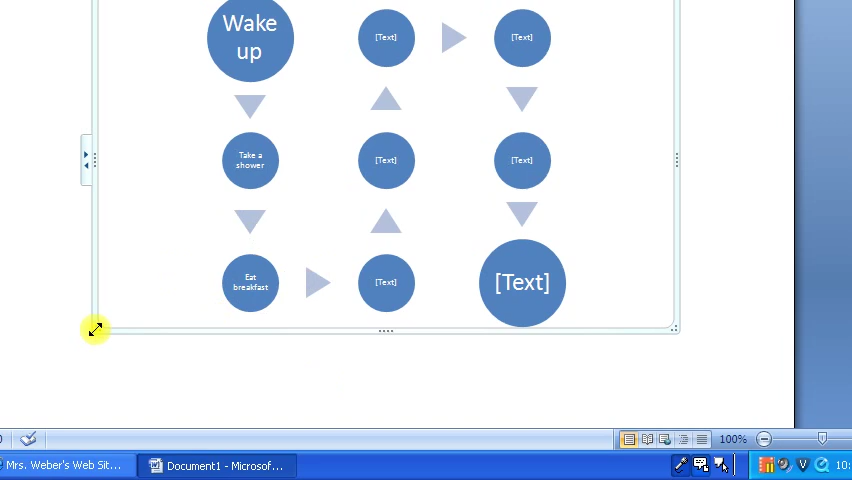 Wake
up
[Text]
[Text]
Take a
shower
[Text]
[Text]
Eat
breakfast
[Text]
[Text]
100%
Mrs. Weber's Web Sit...
Document1 - Microsof...
10: